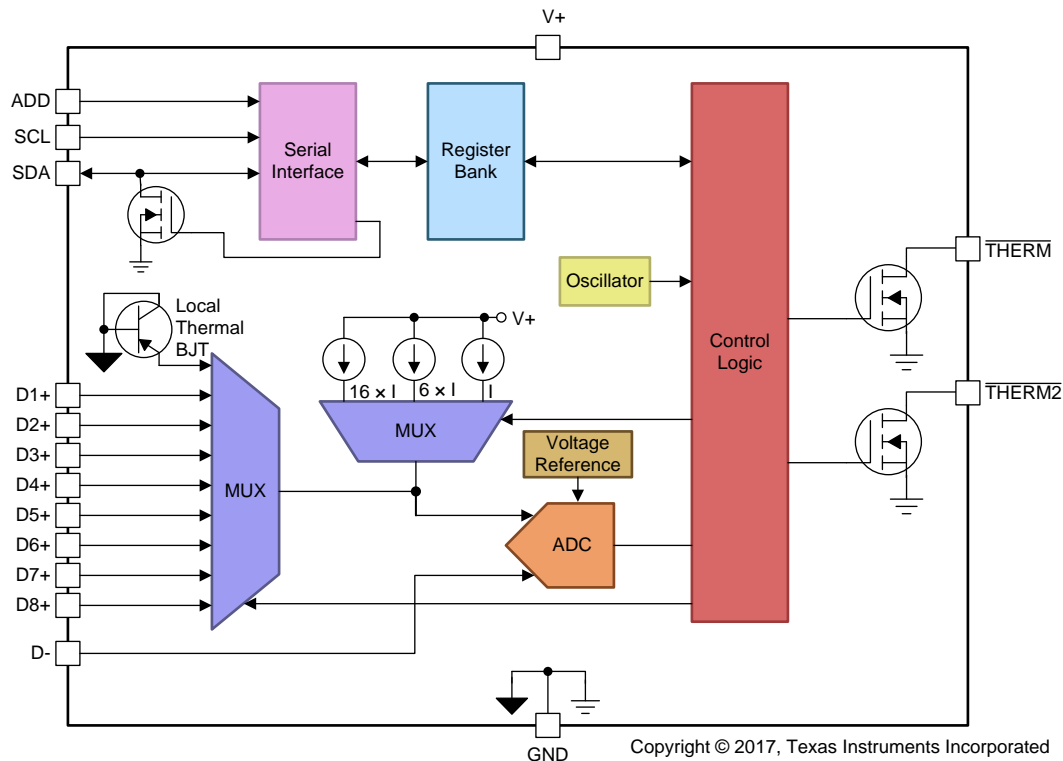 V+
ADD
SCL
SDA
Serial
Interface
Register
Bank
THERM
Oscillator
Local
Thermal
BJT
V+
16 × I
6 × I
I
Control
Logic
THERM2
D1+
D2+
D3+
D4+
D5+
D6+
D7+
D8+
D-
MUX
MUX
Voltage
Reference
ADC
GND
Copyright © 2017, Texas Instruments Incorporated